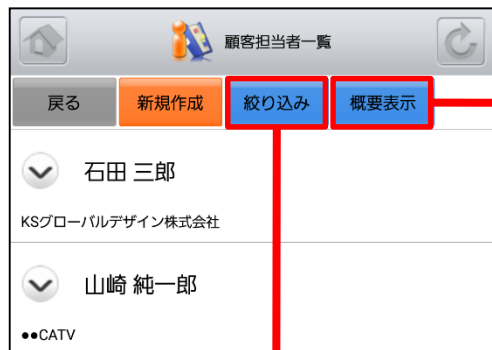 顧客担当者一覧
戻る 新規作成 絞り込み 概要表示
石田 三郎
KSグローバルデザイン株式会社
山崎 純一郎
●●CATV